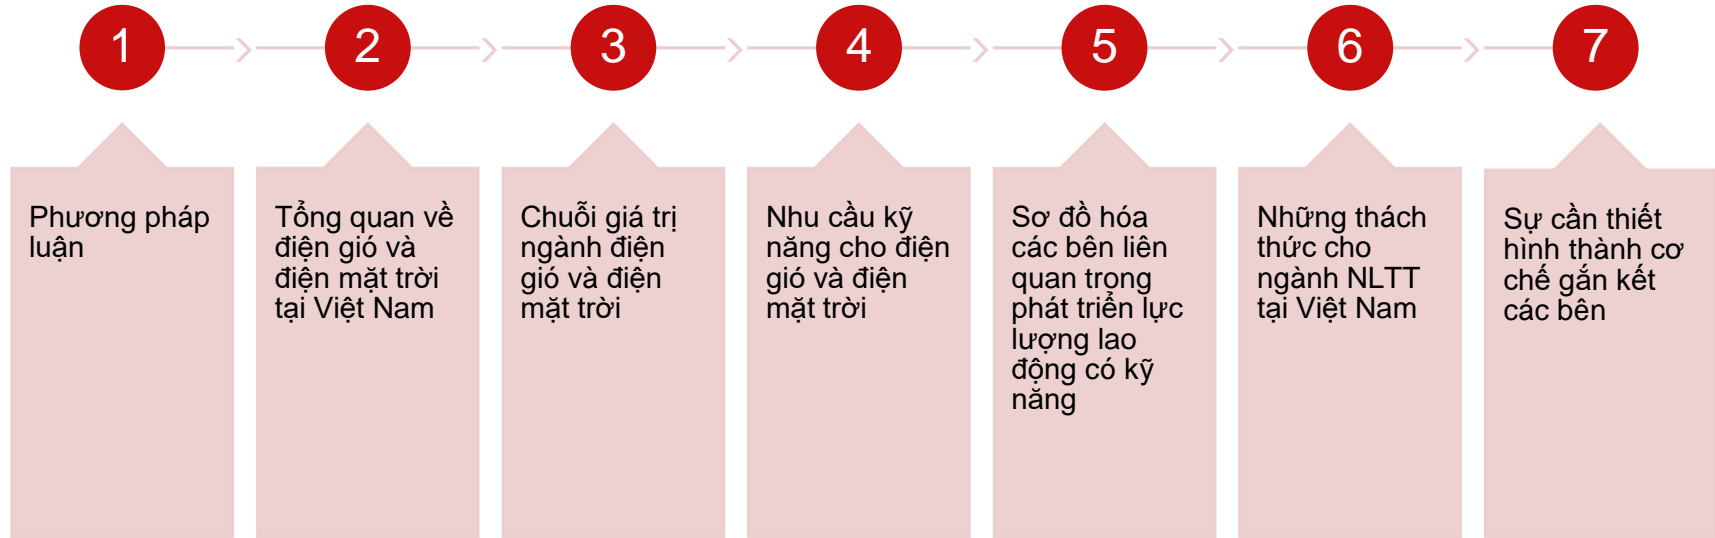 1
2
3
4
5
6
7
Phương pháp
luận
Tổng quan về
điện gió và
điện mặt trời
tại Việt Nam
Chuỗi giá trị
ngành điện
gió và điện
mặt trời
Nhu cầu kỹ
năng cho điện
gió và điện
mặt trời
Sơ đồ hóa
các bên liên
quan trong
phát triển lực
lượng lao
động có kỹ
năng
Những thách
thức cho
ngành NLTT
tại Việt Nam
Sự cần thiết
hình thành cơ
chế gắn kết
các bên